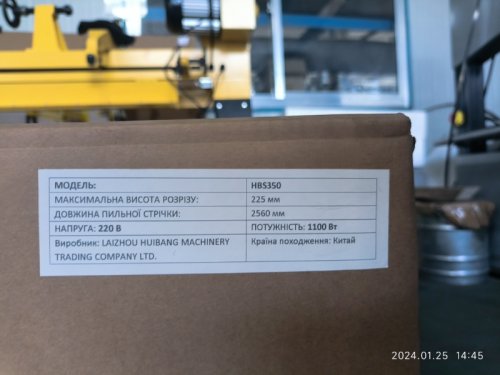 МОДЕЛЬ: HBS350
МАКСИМАЛЬНА ВИСОТА РОЗРІЗУ: 225 мм
ДОВЖИНА ПИЛЬНОЇ СТРІЧКИ: 2560 мм
НАПРУГА: 220 В ПОТУЖНІСТЬ: 1100 Вт
Виробник: LAIZHOU HUIBANG MACHINERY Країна походження: Китай
TRADING COMPANY LTD.
2024.01.25 14:45